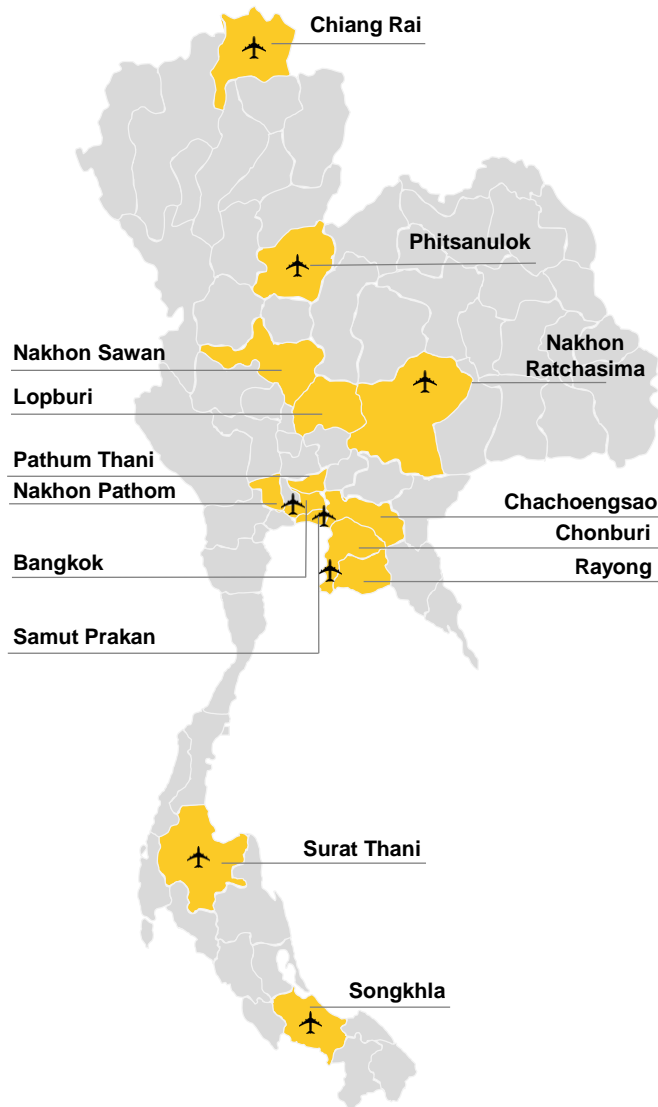 Chiang Rai
Phitsanulok
Nakhon Sawan
Nakhon
Ratchasima
Lopburi
Pathum Thani
Nakhon Pathom
Chachoengsao
Chonburi
Bangkok
Rayong
Samut Prakan
Surat Thani
Songkhla